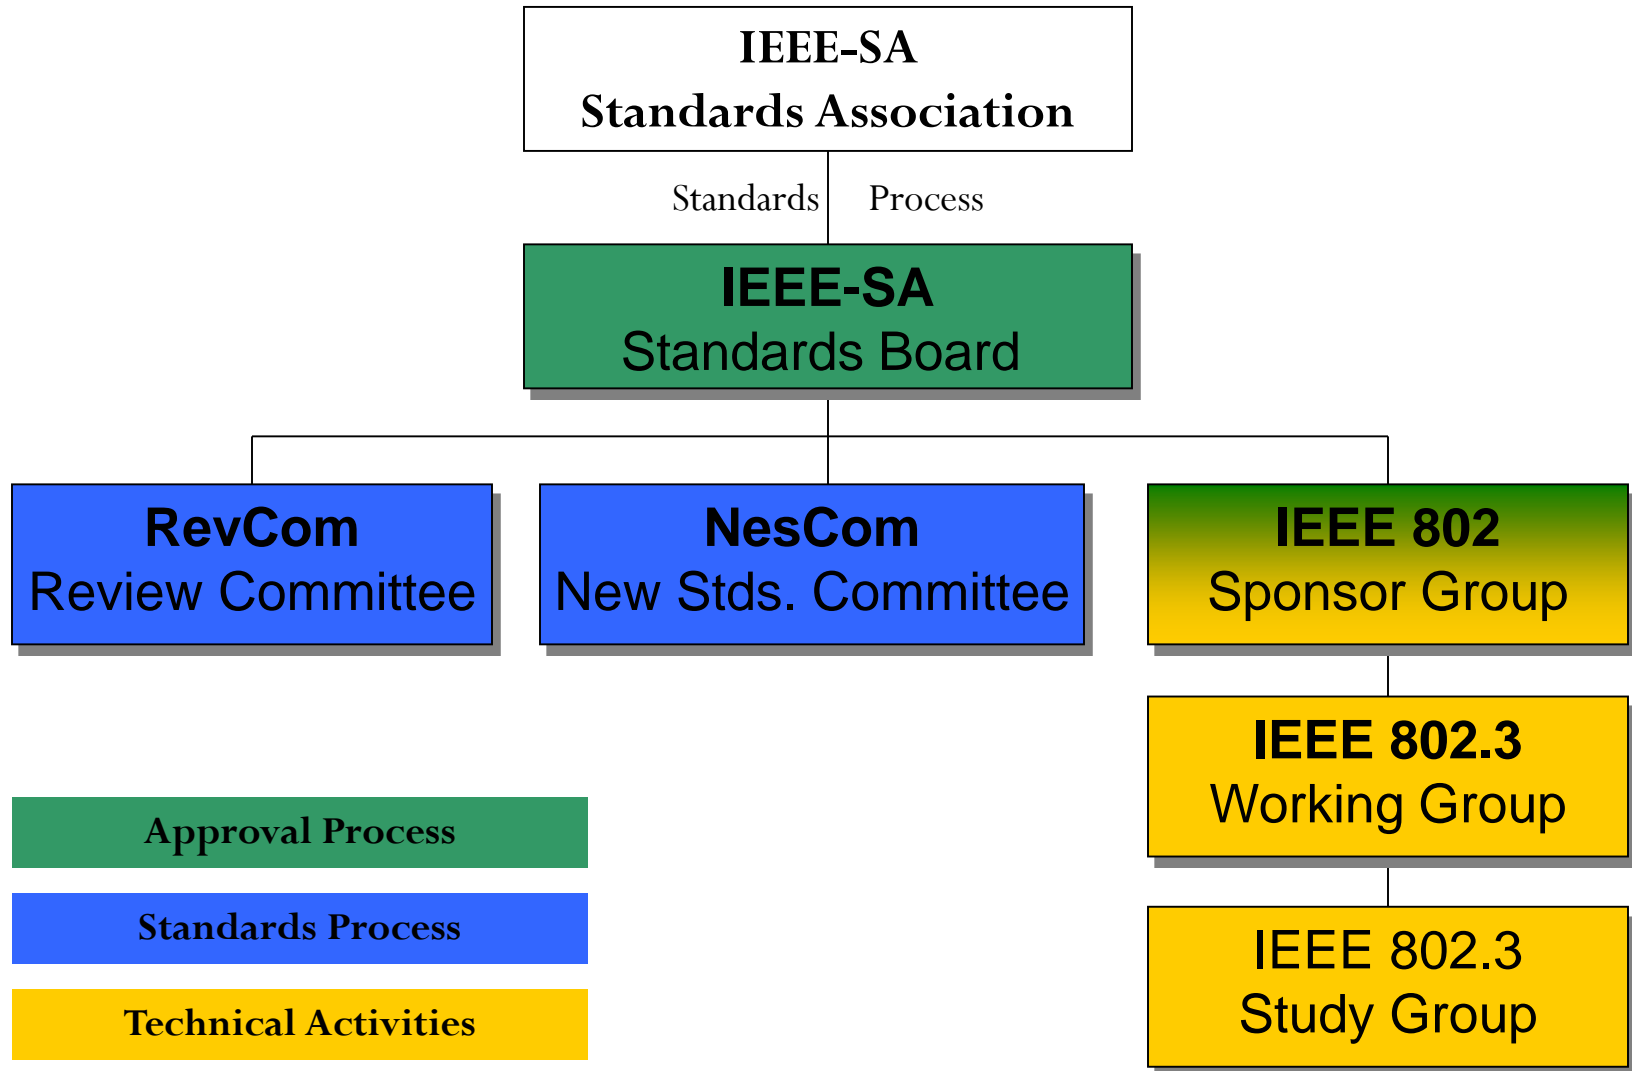 IEEE-SA
Standards Association
Standards Process
IEEE-SA
Standards Board
RevCom
Review Committee
NesCom
New Stds. Committee
IEEE 802
Sponsor Group
IEEE 802.3
Working Group
Approval Process
Standards Process
Technical Activities
IEEE 802.3
Study Group